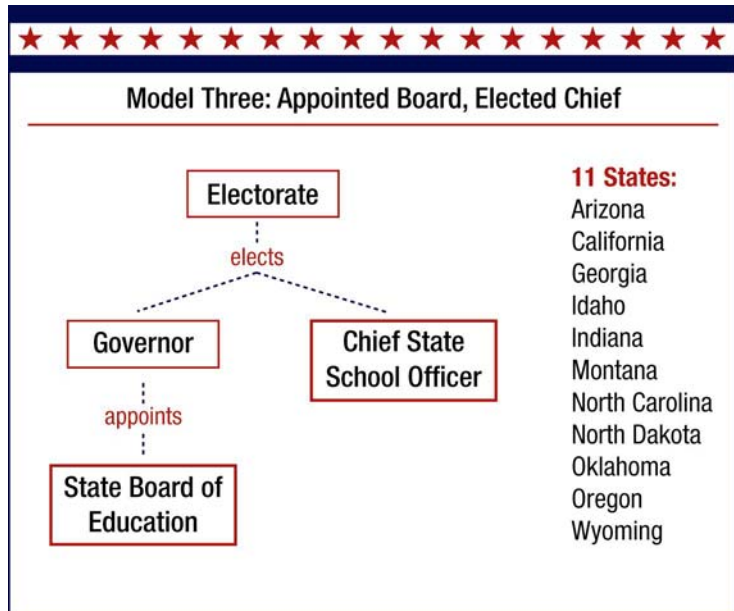 Model Three: Appointed Board, Elected Chief
Electorate
elects
Governor
Chief State
School Officer
appoints
State Board of
Education
11 States:
Arizona
California
Georgia
Idaho
Indiana
Montana
North Carolina
North Dakota
Oklahoma
Oregon
Wyoming